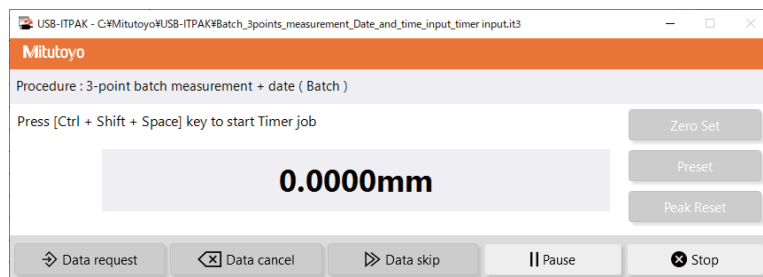 USB-ITPAK - C:¥Mitutoyo¥USB-ITPAK¥Batch_3points_measurement_Date_and_time_input_timer input.it3
Mitutoyo
Procedure : 3-point batch measurement + date ( Batch )
Press [Ctrl + Shift + Space] key to start Timer job
Zero Set
0.0000mm
Preset
Peak Reset
Data request
Data cancel
Data skip
Pause
Stop